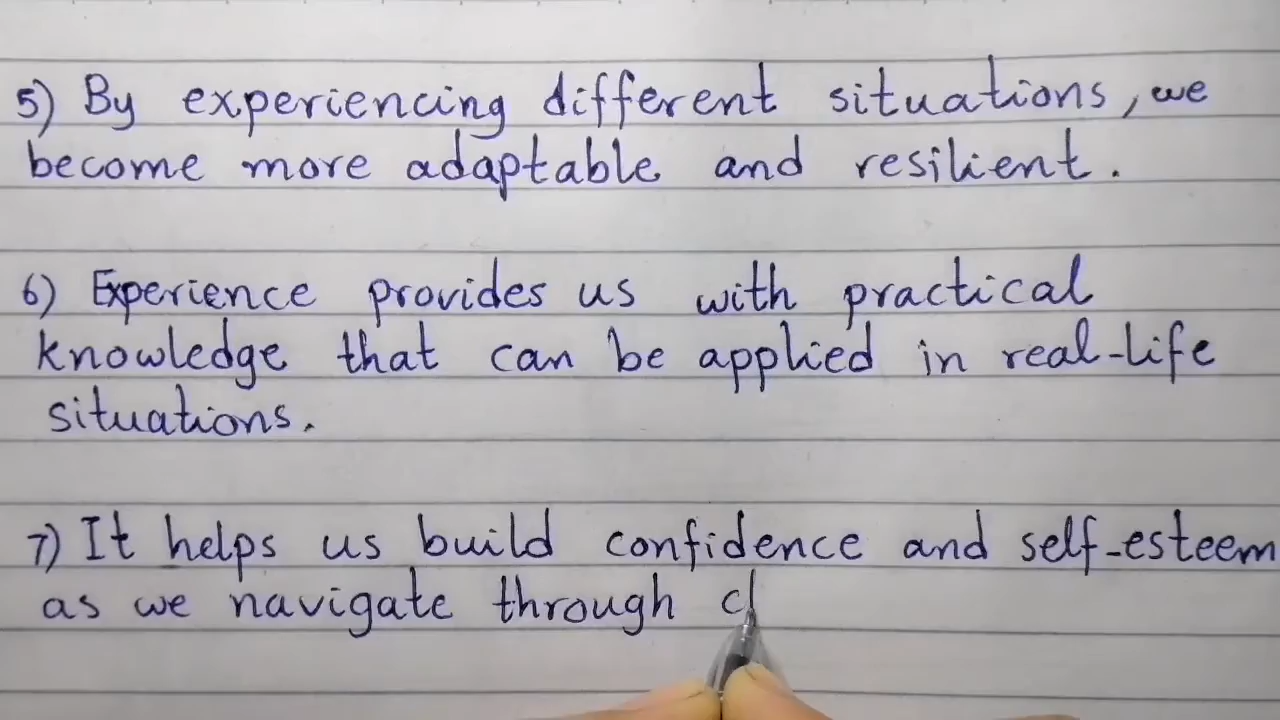 5) By experiencing different situations, we
become more adaptable and resilient.
6) Experience provides us with practical
knowledge that can be applied in real-life
situations.
7) It helps us build confidence and self-esteem
as we navigate through